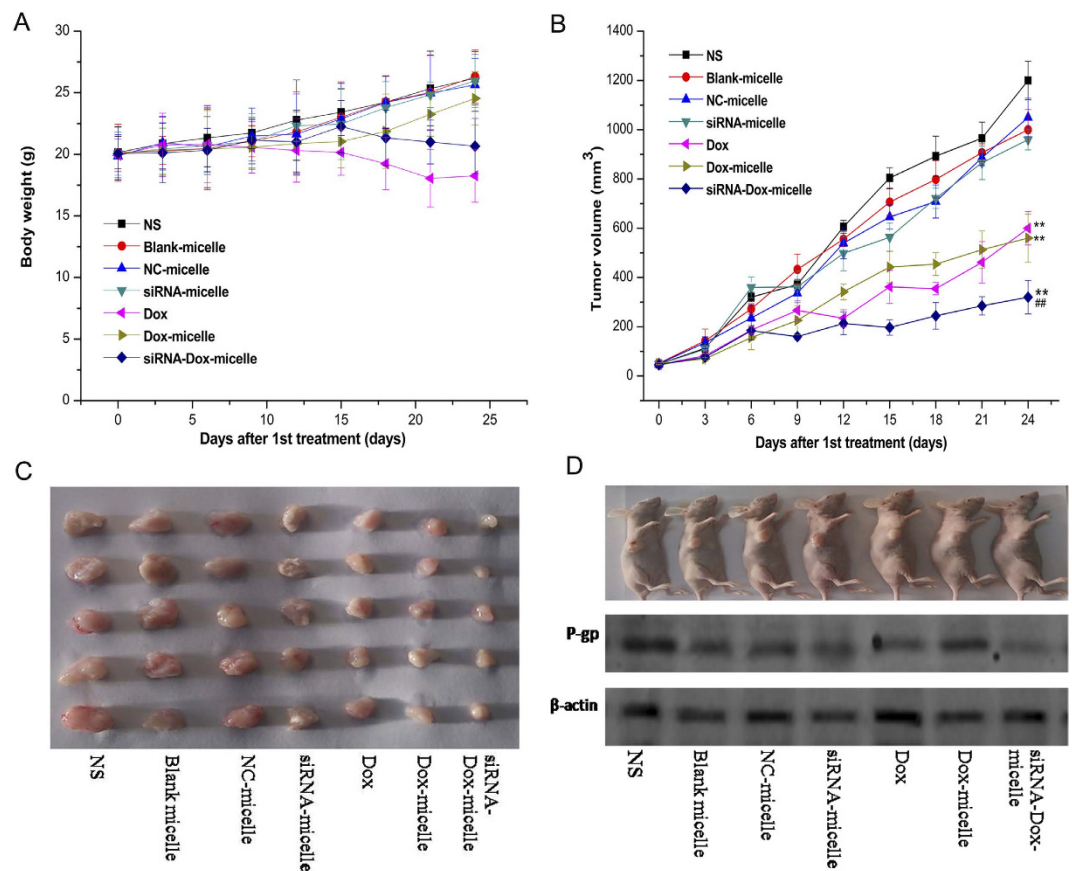 A
30
25
20
15
10
5
0
Body weight (g)
NS
Blank-micelle
NC-micelle
siRNA-micelle
Dox
Dox-micelle
siRNA-Dox-micelle
0 5 10 15 20 25
Days after 1st treatment (days)
B
1400
1200
1000
800
600
400
200
0
Tumor volume (mm³)
NS
Blank-micelle
NC-micelle
siRNA-micelle
Dox
Dox-micelle
siRNA-Dox-micelle
**
**
**
##
0 3 6 9 12 15 18 21 24
Days after 1st treatment (days)
C
NS
Blank micelle
NC-micelle
siRNA-micelle
Dox
Dox-micelle
siRNA-
Dox-micelle
D
P-gp
β-actin
NS
Blank micelle
NC-micelle
siRNA-micelle
Dox
Dox-micelle
siRNA-Dox-
micelle